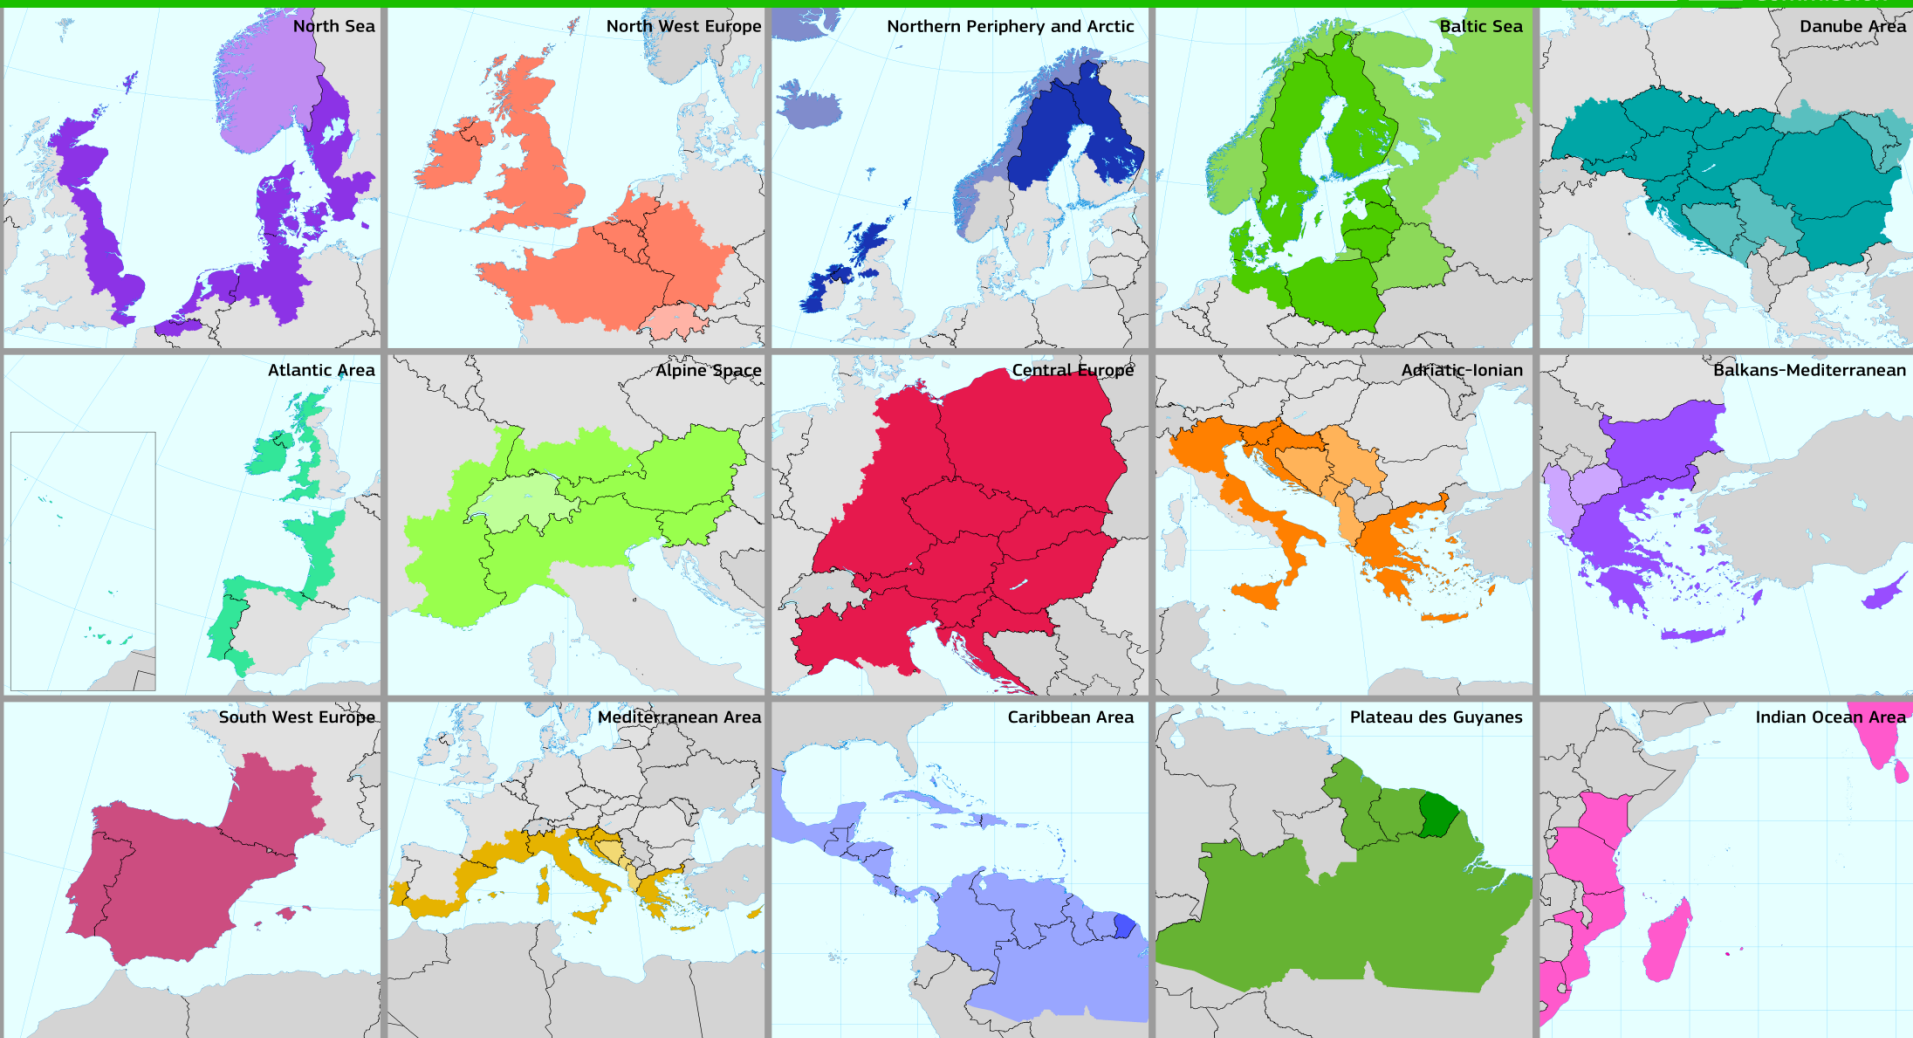 North Sea
North West Europe
Northern Periphery and Arctic
Baltic Sea
Danube Area
Atlantic Area
Alpine Space
Central Europe
Adriatic-Ionian
Balkans-Mediterranean
South West Europe
Mediterranean Area
Caribbean Area
Plateau des Guyanes
Indian Ocean Area